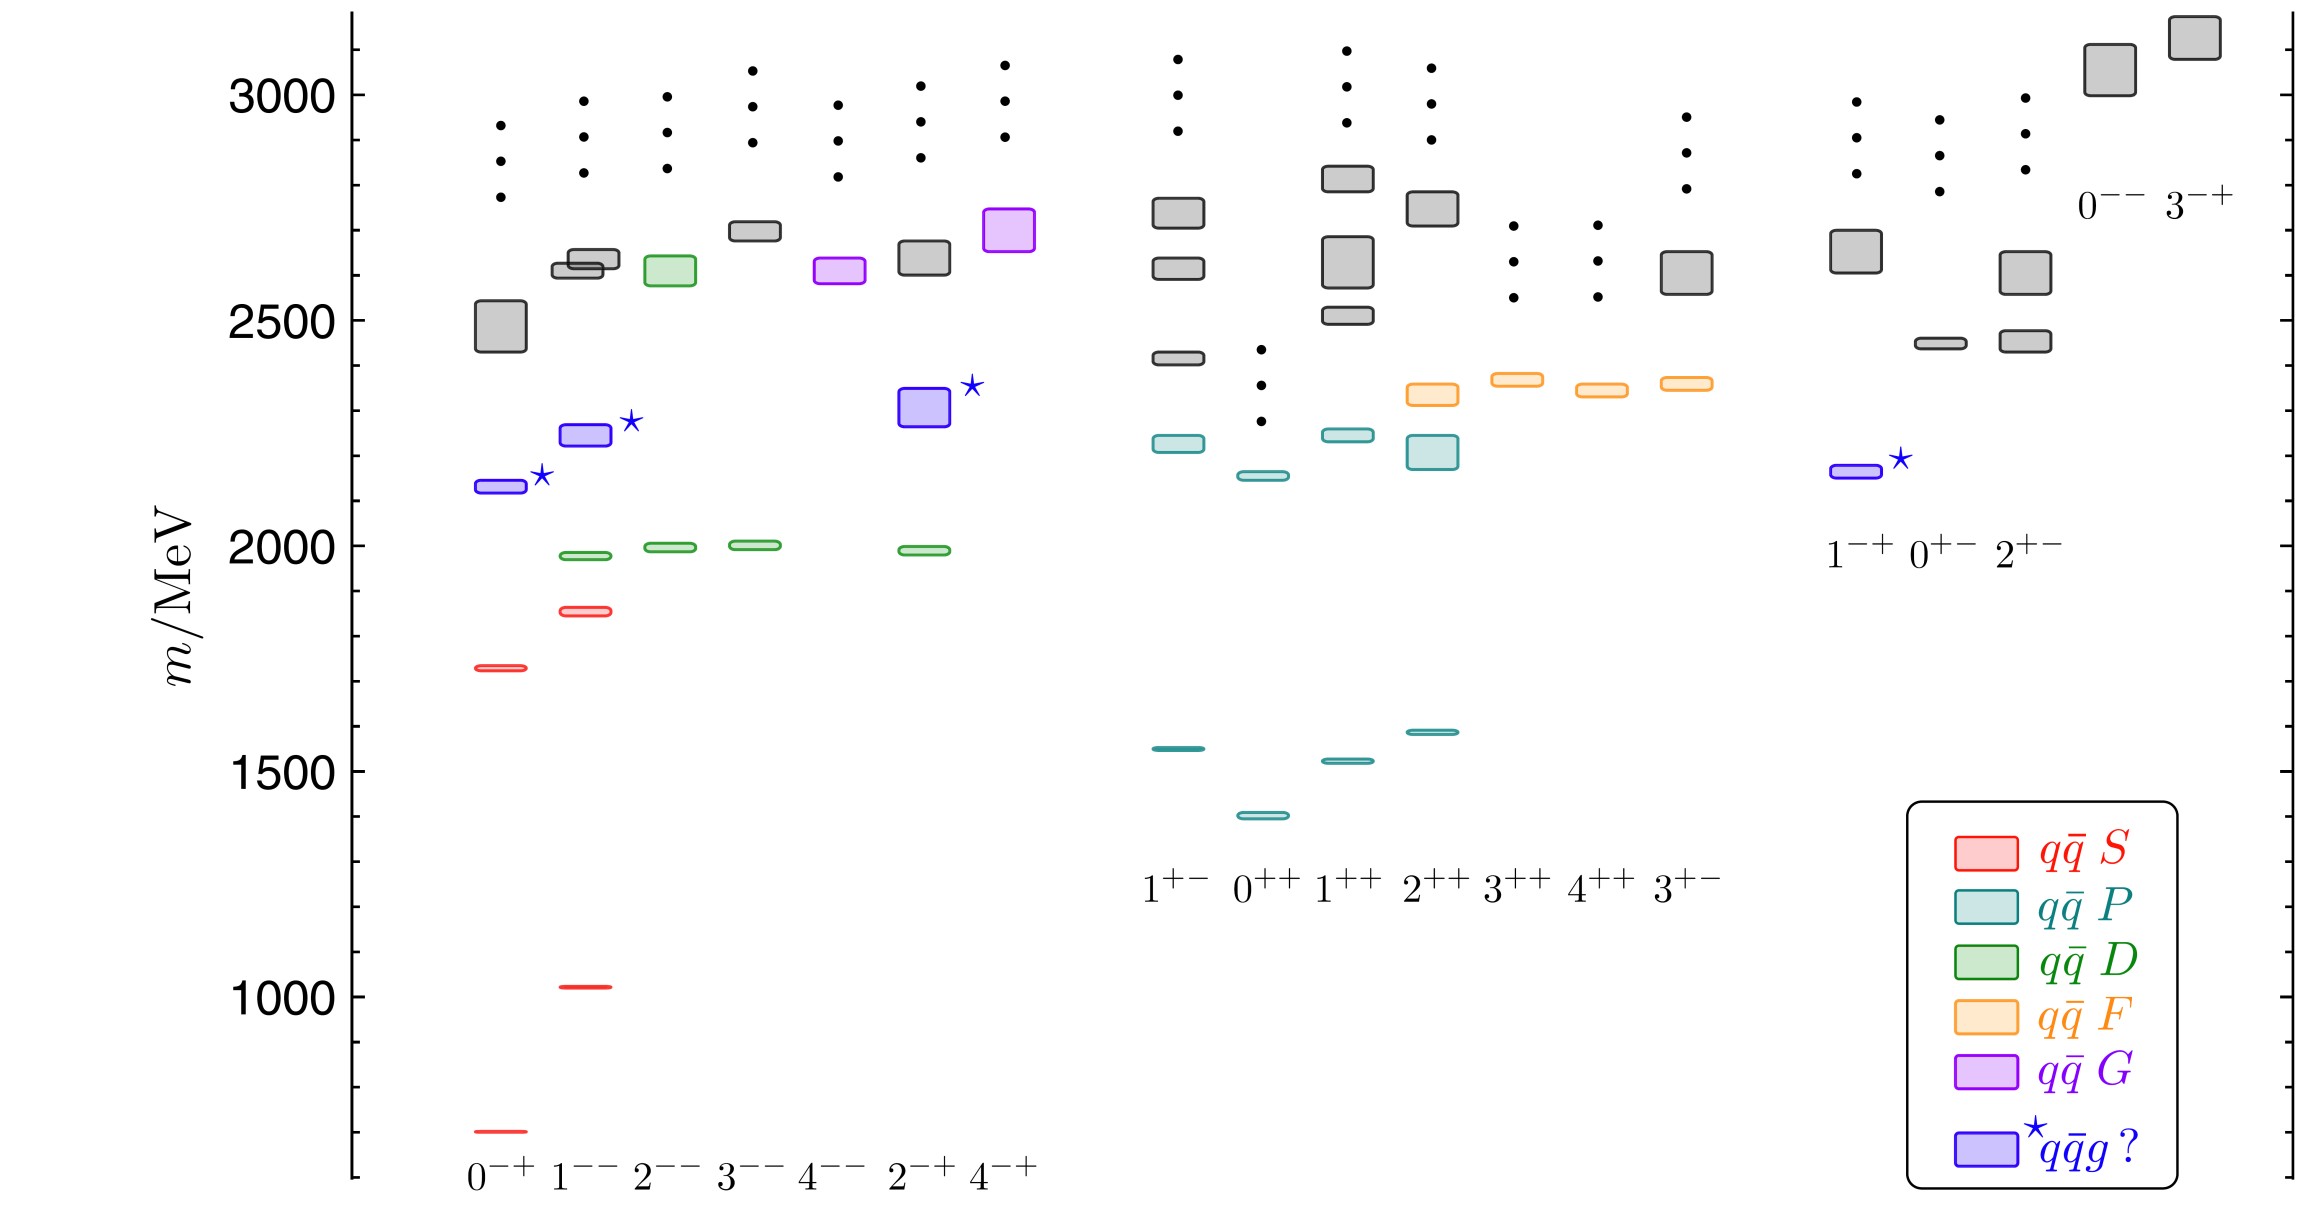 m/MeV
3000
2500
2000
1500
1000
0⁻⁺ 1⁻⁻ 2⁻⁻ 3⁻⁻ 4⁻⁻ 2⁻⁺ 4⁻⁺
1⁺⁻ 0⁺⁺ 1⁺⁺ 2⁺⁺ 3⁺⁺ 4⁺⁺ 3⁺⁻
1⁻⁺ 0⁺⁻ 2⁺⁻
0⁻⁻ 3⁻⁺
qq̄ S
qq̄ P
qq̄ D
qq̄ F
qq̄ G
*qq̄g ?